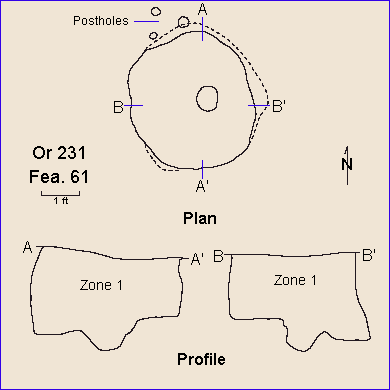 Postholes
A
B
B'
Or 231
Fea. 61
1 ft
N
A'
Plan
A
A'
B
B'
Zone 1
Zone 1
Profile